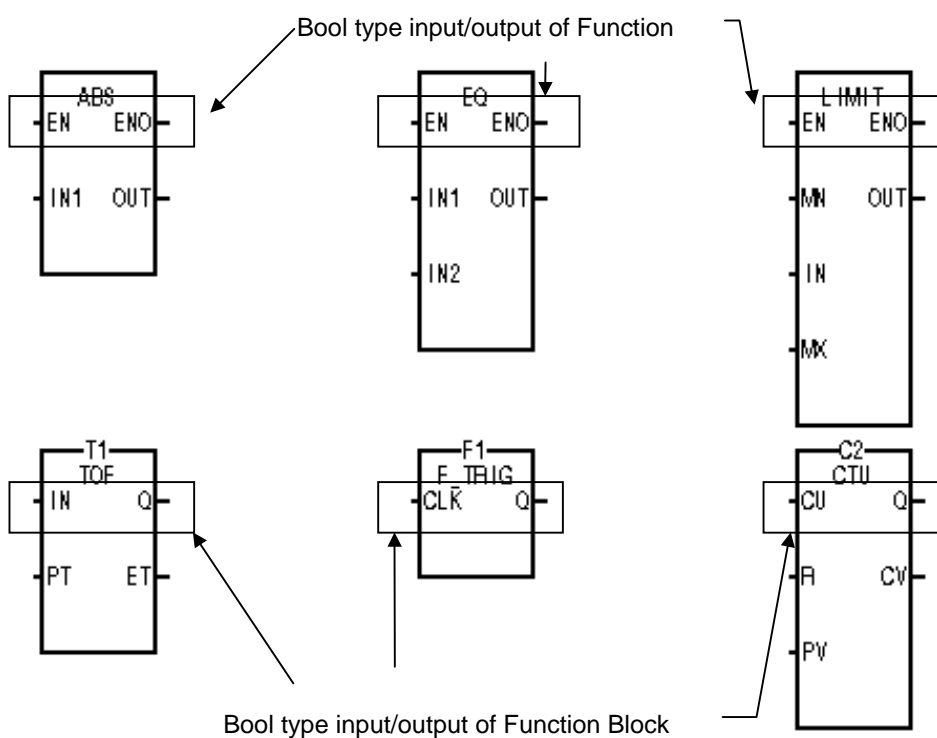 Bool type input/output of Function
ABS
EN ENO
IN1 OUT
EQ
EN ENO
IN1 OUT
IN2
LIMIT
EN ENO
MN OUT
IN
MX
T1
TOF
IN Q
PT ET
F1
F_TRIG
CLK Q
C2
CTU
CU Q
R CV
PV
Bool type input/output of Function Block